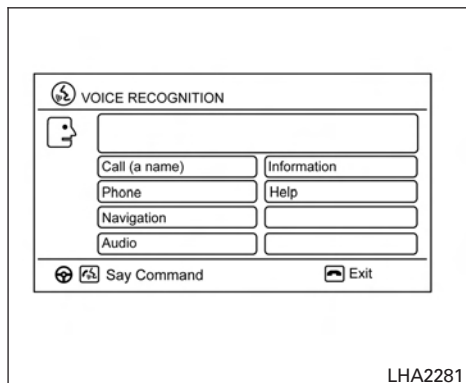 VOICE RECOGNITION
Call (a name) Information
Phone Help
Navigation
Audio
Say Command Exit
LHA2281